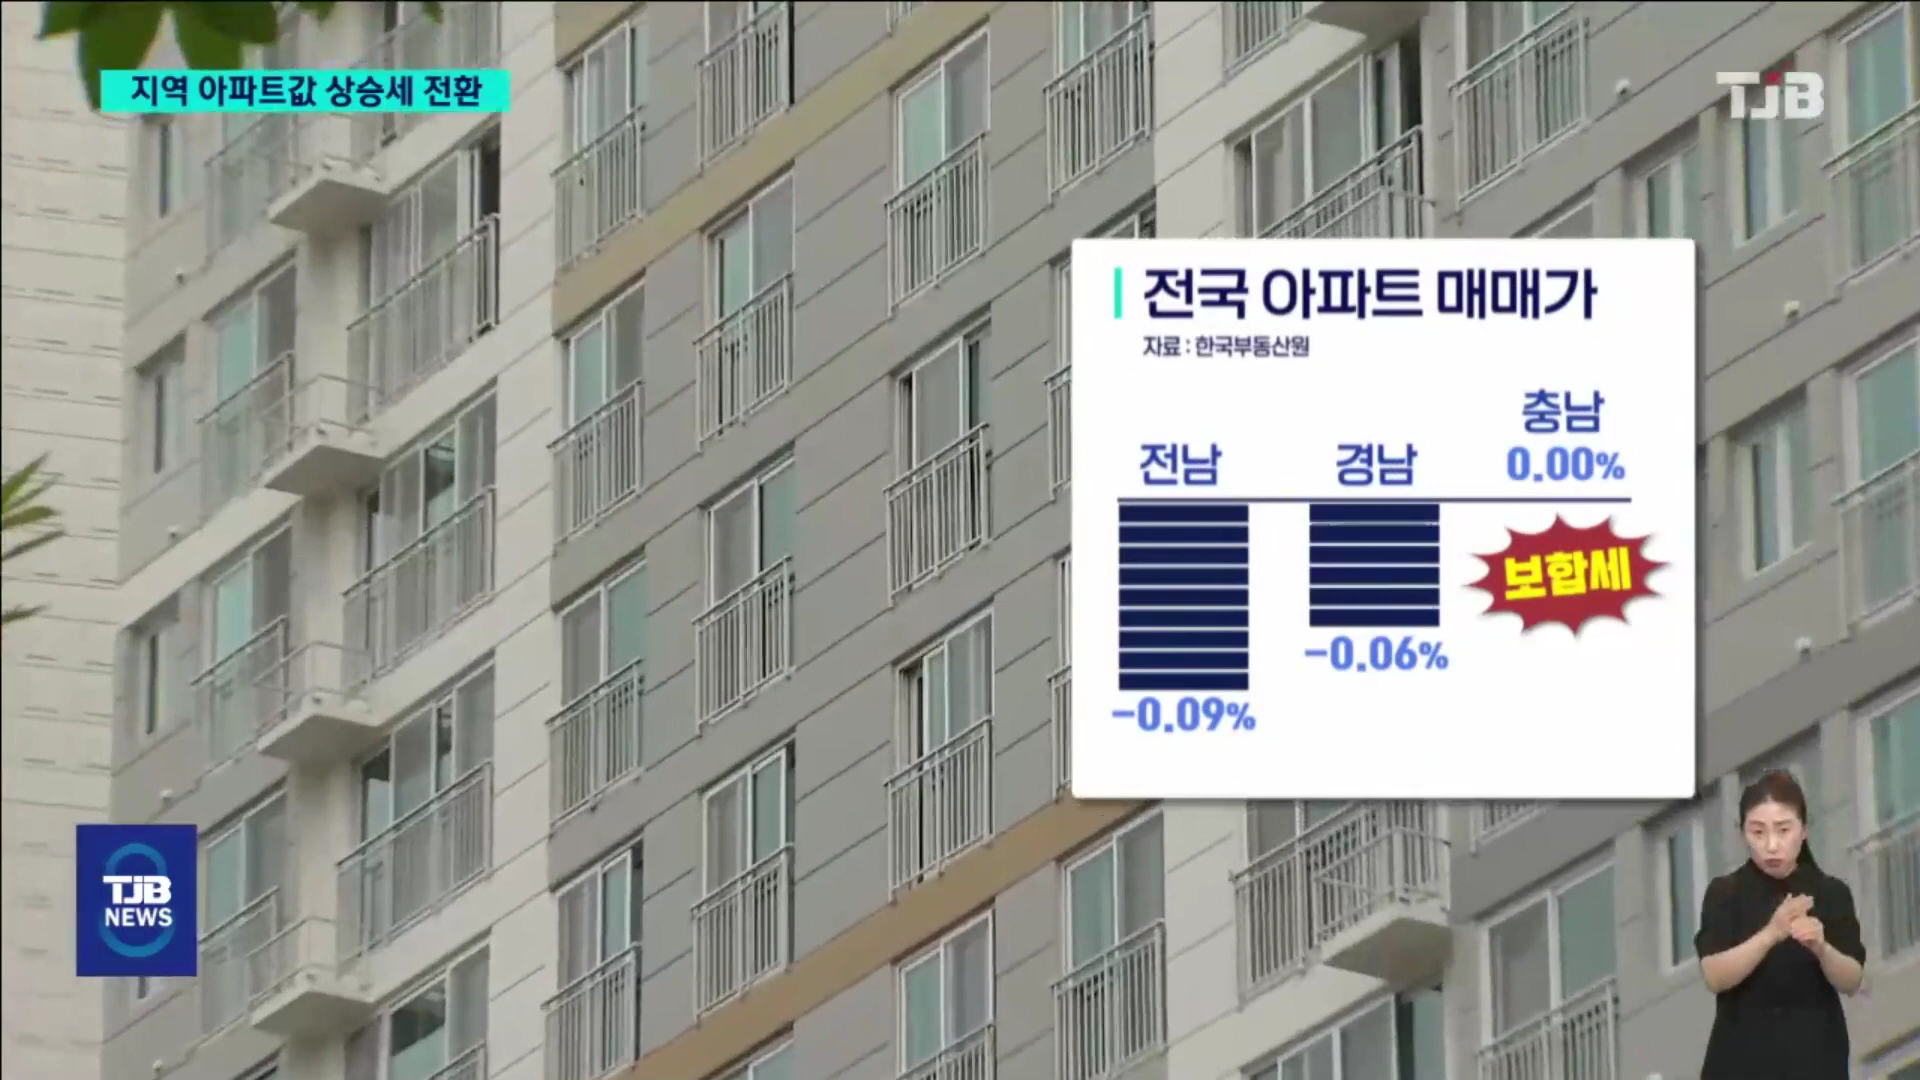 지역 아파트값 상승세 전환
TJB
전국 아파트 매매가
자료 : 한국부동산원
전남
경남
충남
0.00%
보합세
-0.06%
-0.09%
TJB
NEWS